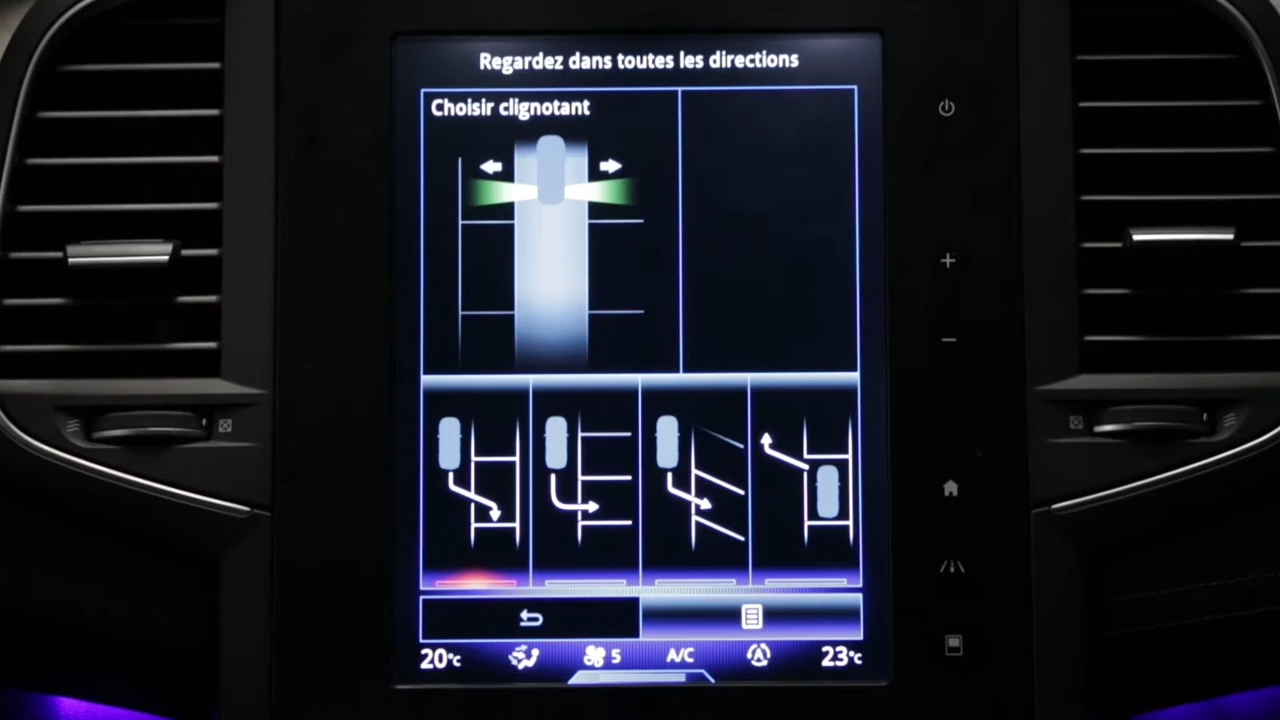 Regardez dans toutes les directions
Choisir clignotant
20°C 5 A/C A 23°C